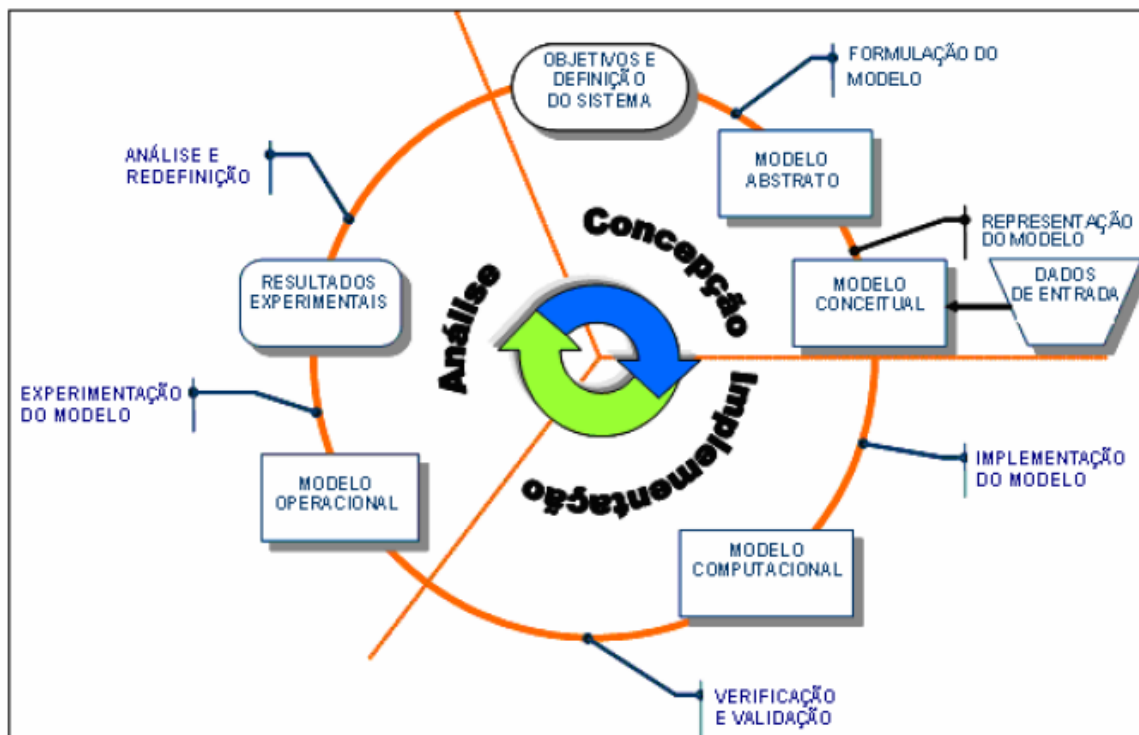 OBJETIVOS E
DEFINIÇÃO
DO SISTEMA
FORMULAÇÃO DO
MODELO
MODELO
ABSTRATO
ANÁLISE E
REDEFINIÇÃO
REPRESENTAÇÃO
DO MODELO
Concepção
RESULTADOS
EXPERIMENTAIS
Análise
MODELO
CONCEITUAL
DADOS
DE ENTRADA
EXPERIMENTAÇÃO
DO MODELO
Implementação
MODELO
OPERACIONAL
IMPLEMENTAÇÃO
DO MODELO
MODELO
COMPUTACIONAL
VERIFICAÇÃO
E VALIDAÇÃO